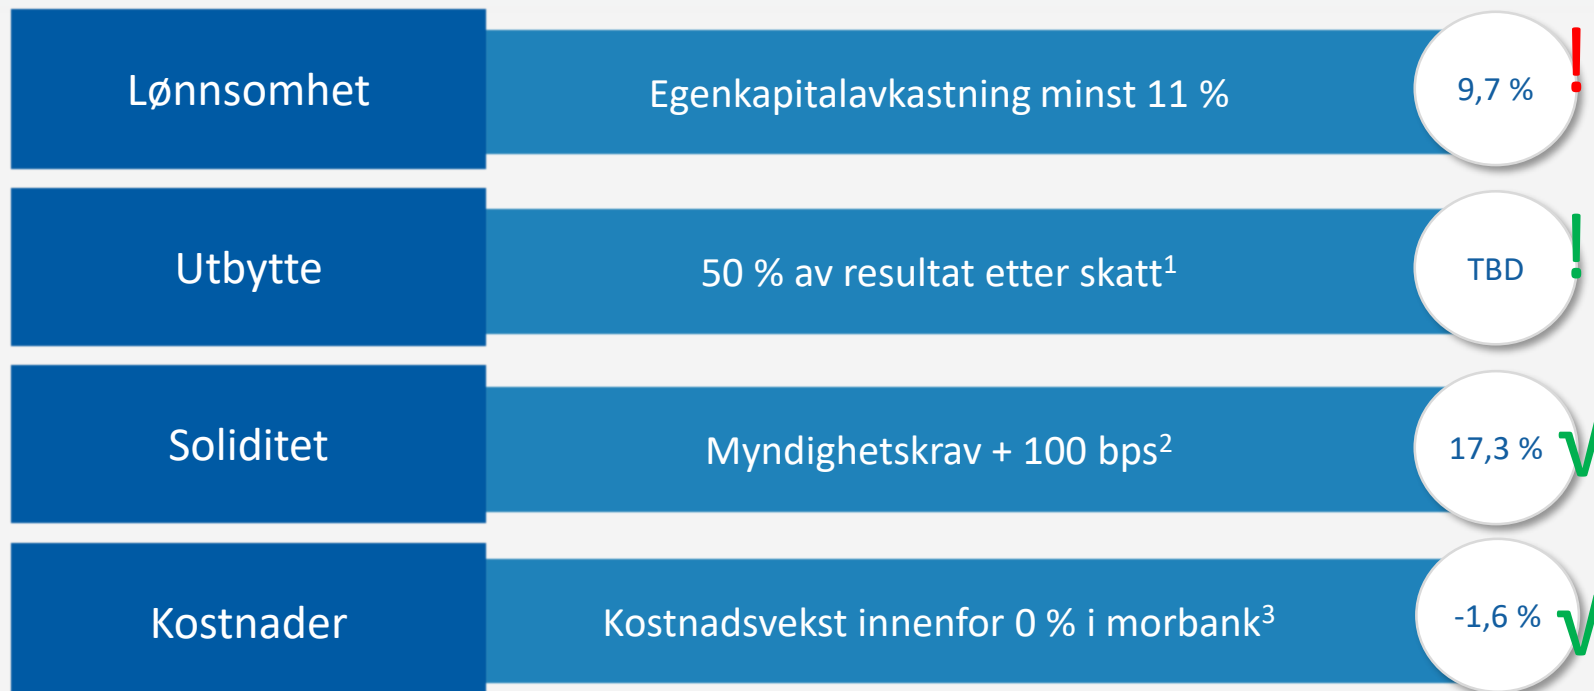 Lønnsomhet
Egenkapitalavkastning minst 11 %
9,7 %
!
Utbytte
50 % av resultat etter skatt¹
TBD
!
Soliditet
Myndighetskrav + 100 bps²
17,3 %
√
Kostnader
Kostnadsvekst innenfor 0 % i morbank³
-1,6 %
√